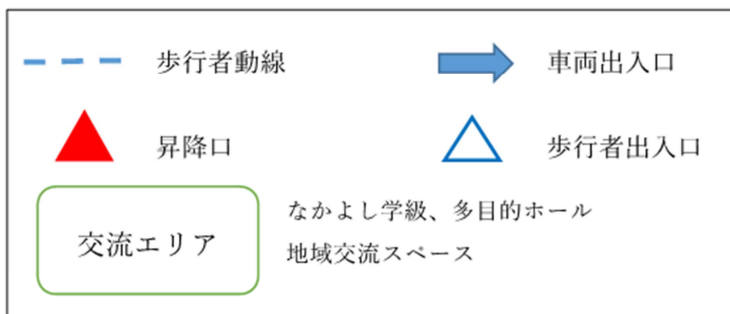 歩行者動線
車両出入口
昇降口
歩行者出入口
交流エリア
なかよし学級、多目的ホール
地域交流スペース